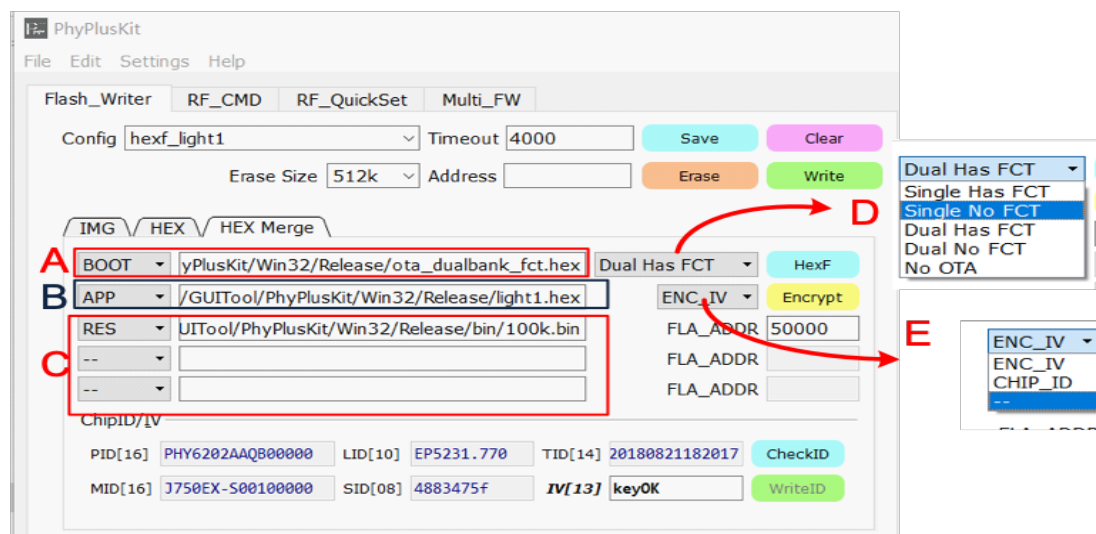 PhyPlusKit
File Edit Settings Help
Flash_Writer RF_CMD RF_QuickSet Multi_FW
Config hexf_light1 Timeout 4000 Save Clear
Erase Size 512k Address Erase Write
IMG HEX HEX Merge
A BOOT yPlusKit/Win32/Release/ota_dualbank_fct.hex Dual Has FCT HexF
B APP /GUITool/PhyPlusKit/Win32/Release/light1.hex ENC_IV Encrypt
RES UITool/PhyPlusKit/Win32/Release/bin/100k.bin FLA_ADDR 50000
C -- FLA_ADDR
-- FLA_ADDR
ChipID/IV
PID[16] PHY6202AAQB00000 LID[10] EP5231.770 TID[14] 20180821182017 CheckID
MID[16] J750EX-S00100000 SID[08] 4883475f IV[13] keyOK WriteID
D
Dual Has FCT
Single Has FCT
Single No FCT
Dual Has FCT
Dual No FCT
No OTA
E
ENC_IV
ENC_IV
CHIP_ID
--